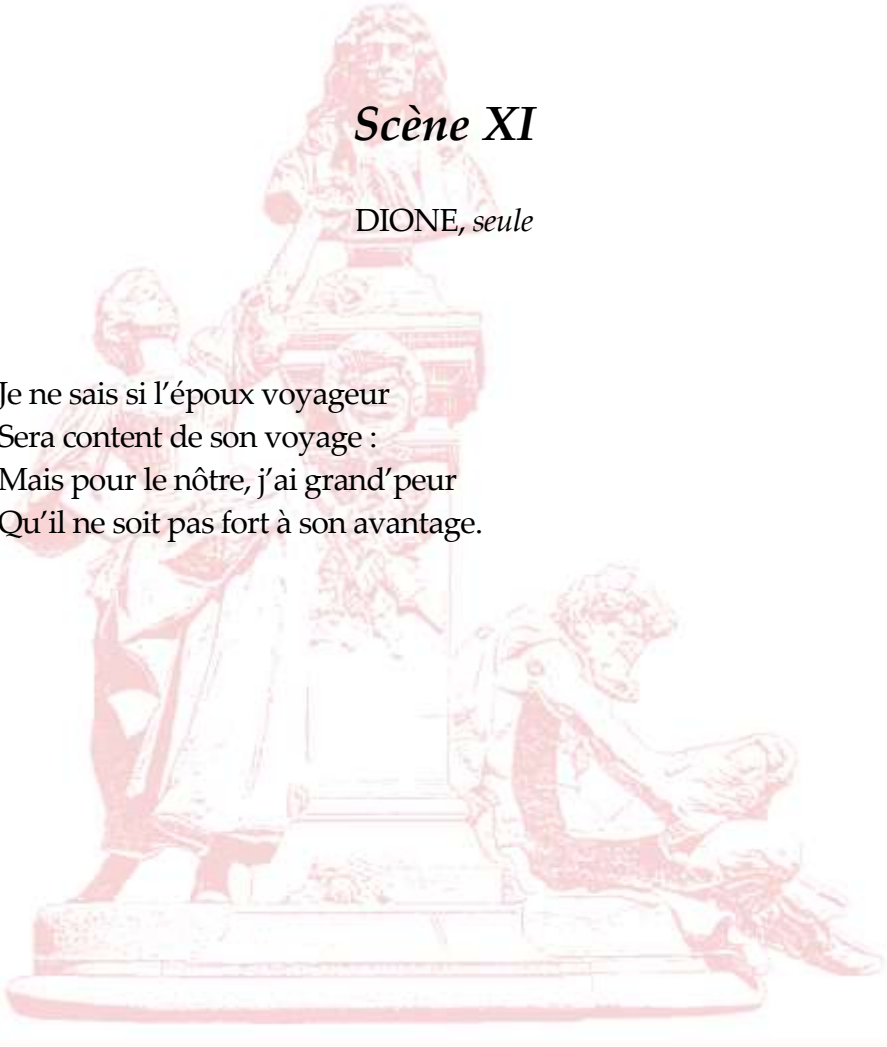 Scène XI
DIONE, seule
Je ne sais si l’époux voyageur
Sera content de son voyage :
Mais pour le nôtre, j’ai grand’peur
Qu’il ne soit pas fort à son avantage.